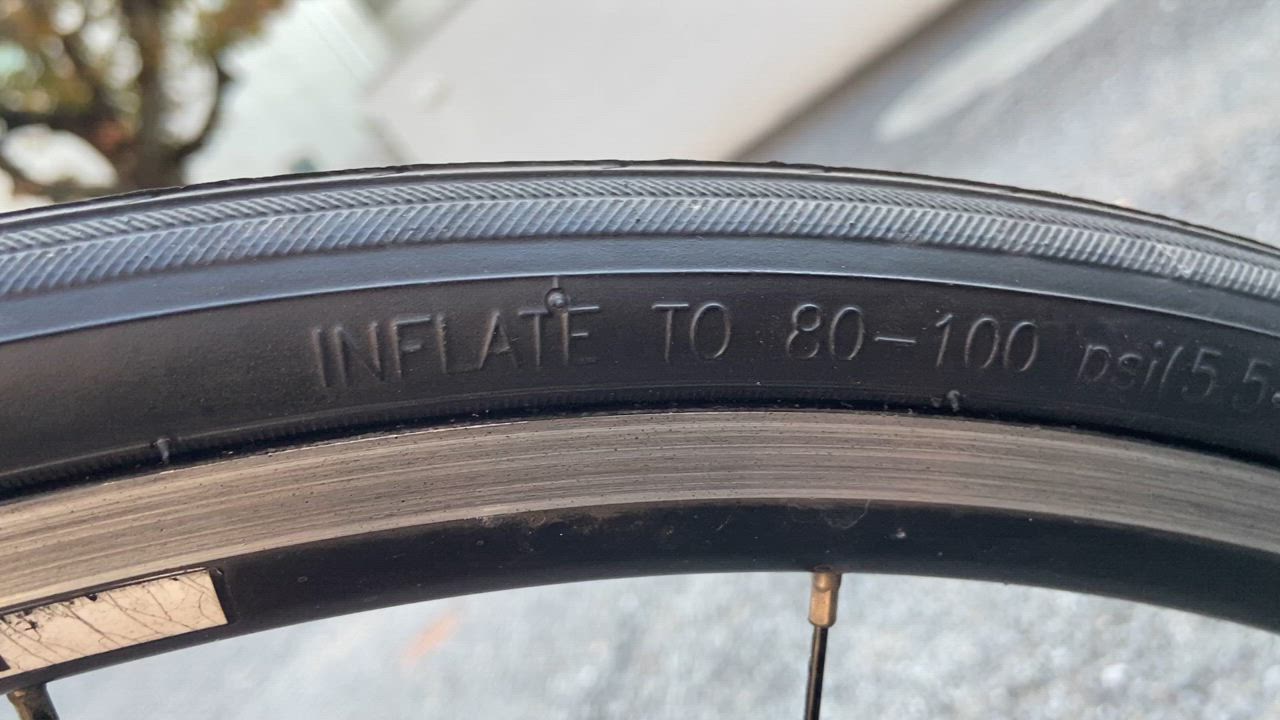 INFLATE TO 80-100 psi(5.5-